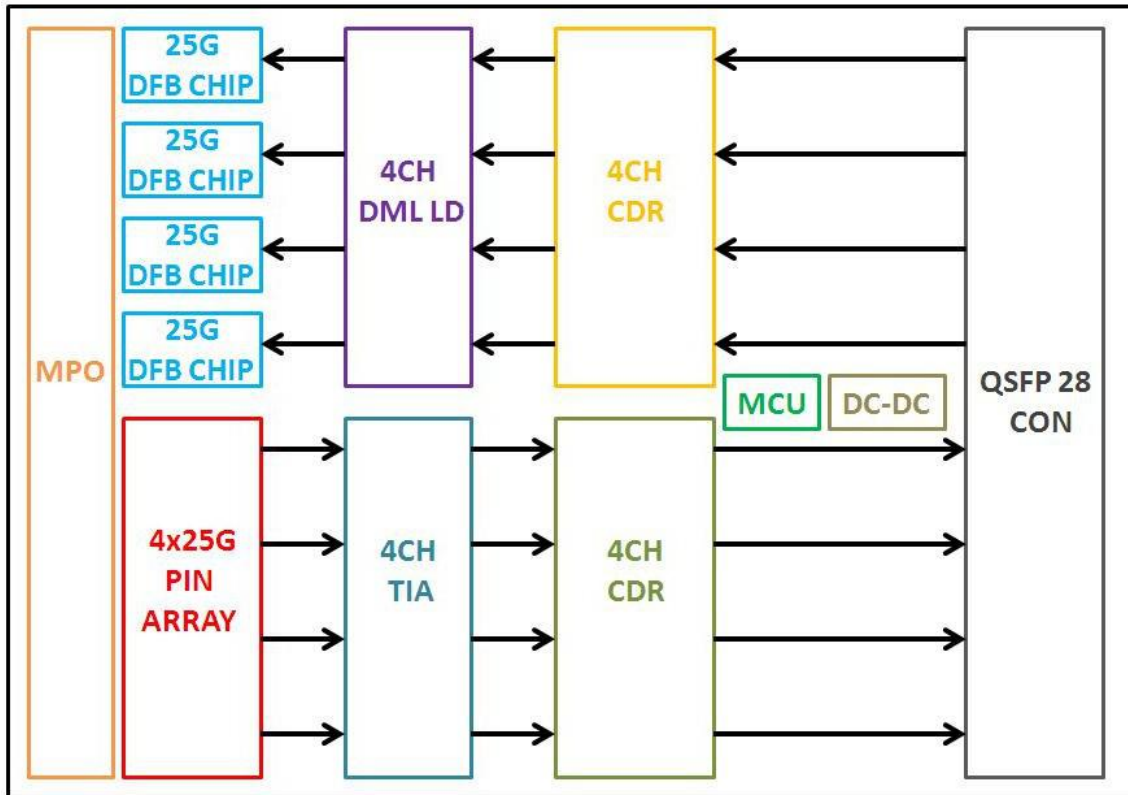 25G
DFB CHIP
25G
DFB CHIP
25G
DFB CHIP
25G
DFB CHIP
4CH
DML LD
4CH
CDR
MPO
MCU
DC-DC
QSFP 28
CON
4x25G
PIN
ARRAY
4CH
TIA
4CH
CDR